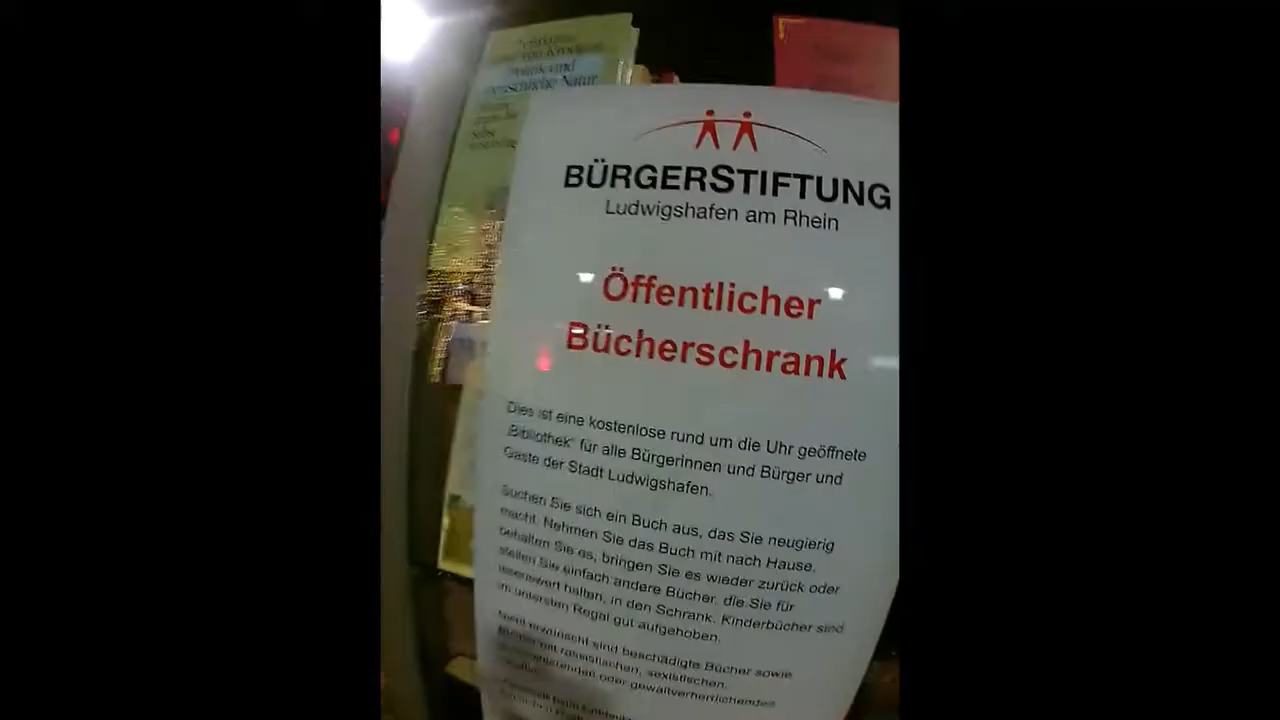 Politik und
menschliche Natur
BÜRGERSTIFTUNG
Ludwigshafen am Rhein
Öffentlicher
Bücherschrank
Dies ist eine kostenlose rund um die Uhr geöffnete
„Bibliothek“ für alle Bürgerinnen und Bürger und
Gäste der Stadt Ludwigshafen.
Suchen Sie sich ein Buch aus, das Sie neugierig
macht. Nehmen Sie das Buch mit nach Hause,
behalten Sie es, bringen Sie es wieder zurück oder
stellen Sie einfach andere Bücher, die Sie für
lesenswert halten, in den Schrank. Kinderbücher sind
im untersten Regal gut aufgehoben.
Nicht erwünscht sind beschädigte Bücher sowie
Bücher mit rassistischen, sexistischen,
oder gewaltverherrlichenden